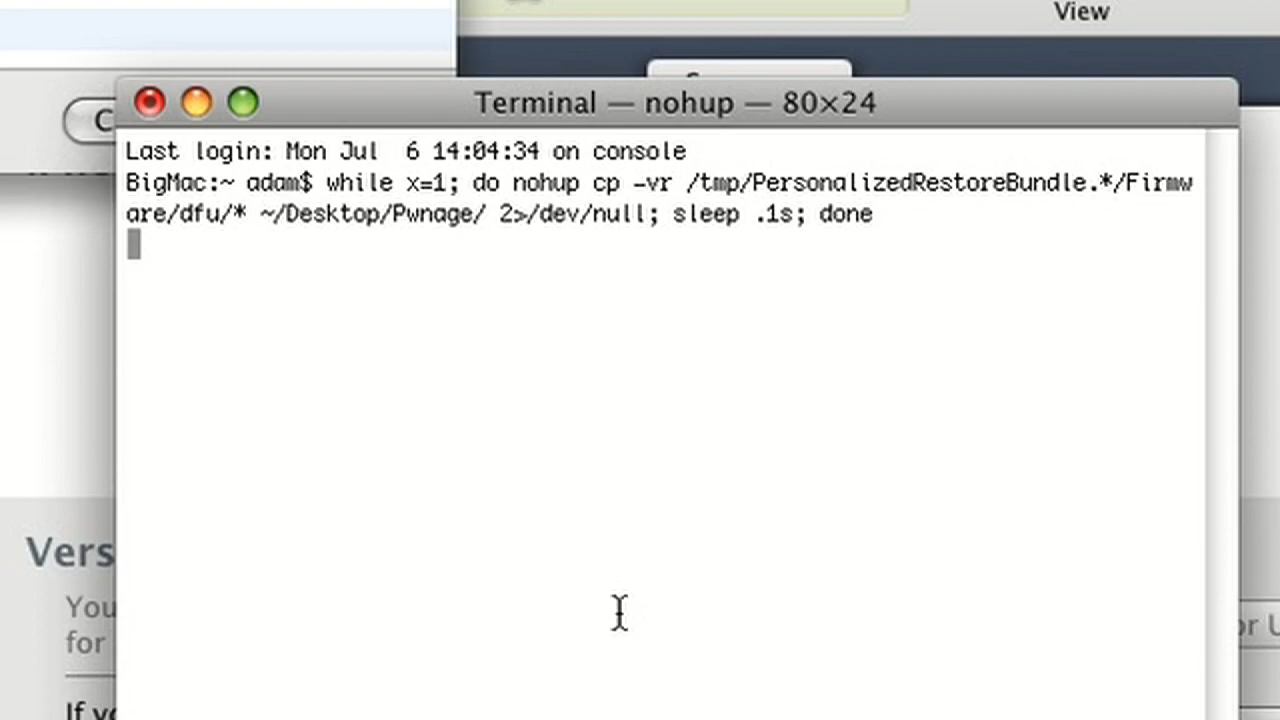 View
Terminal — nohup — 80×24
Last login: Mon Jul  6 14:04:34 on console
BigMac:~ adam$ while x=1; do nohup cp -vr /tmp/PersonalizedRestoreBundle.*/Firmw
are/dfu/* ~/Desktop/Pwnage/ 2>/dev/null; sleep .1s; done
Vers
You
for
or U
If yo